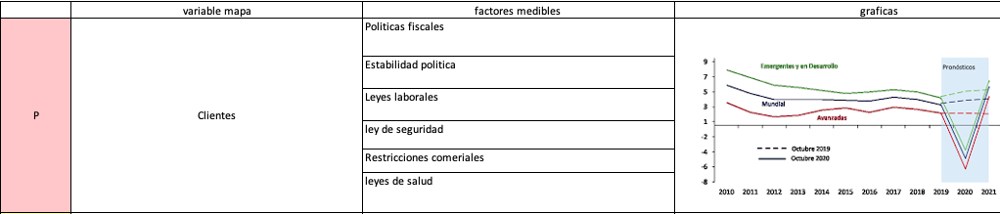 variable mapa
factores medibles
graficas
P
Clientes
Politicas fiscales
Estabilidad politica
Leyes laborales
ley de seguridad
Restricciones comeriales
leyes de salud
9
7
5
3
1
-2
-4
-6
-8
Emergentes y en Desarrollo
Pronósticos
Mundial
Avanzadas
Octubre 2019
Octubre 2020
2010 2011 2012 2013 2014 2015 2016 2017 2018 2019 2020 2021